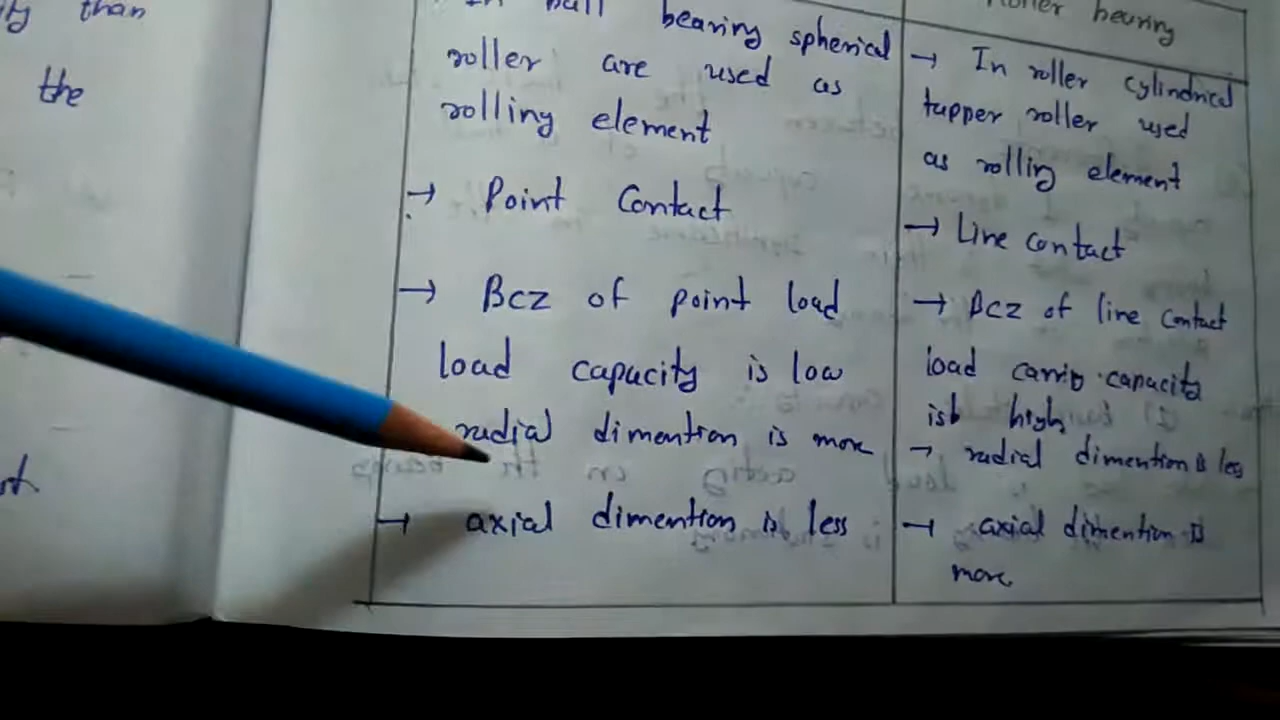 than
the
In ball bearing spherical
roller are used as
rolling element
→ Point Contact
→ Bcz of point load
load capacity is low
radial dimention is more
→ axial dimention is less
Roller bearing
→ In roller cylindrical
tapper roller used
as rolling element
→ Line contact
→ Bcz of line contact
load carrig capacity
isb high,
→ radial dimention is less
→ axial dimention is
more